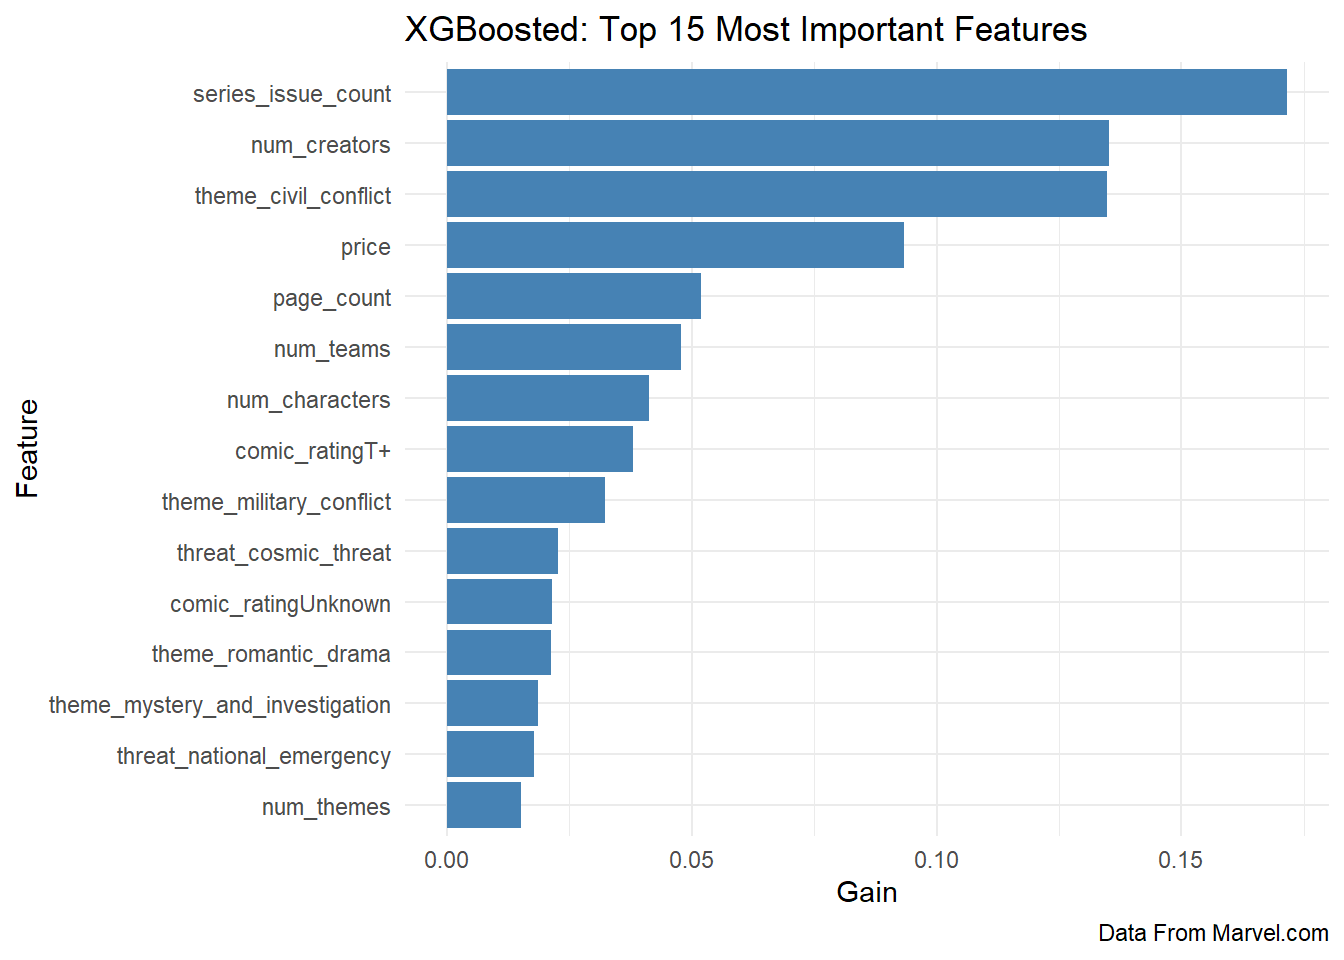 XGBoosted: Top 15 Most Important Features
series_issue_count
num_creators
theme_civil_conflict
price
page_count
num_teams
num_characters
comic_ratingT+
theme_military_conflict
threat_cosmic_threat
comic_ratingUnknown
theme_romantic_drama
theme_mystery_and_investigation
threat_national_emergency
num_themes
Feature
0.00 0.05 0.10 0.15
Gain
Data From Marvel.com